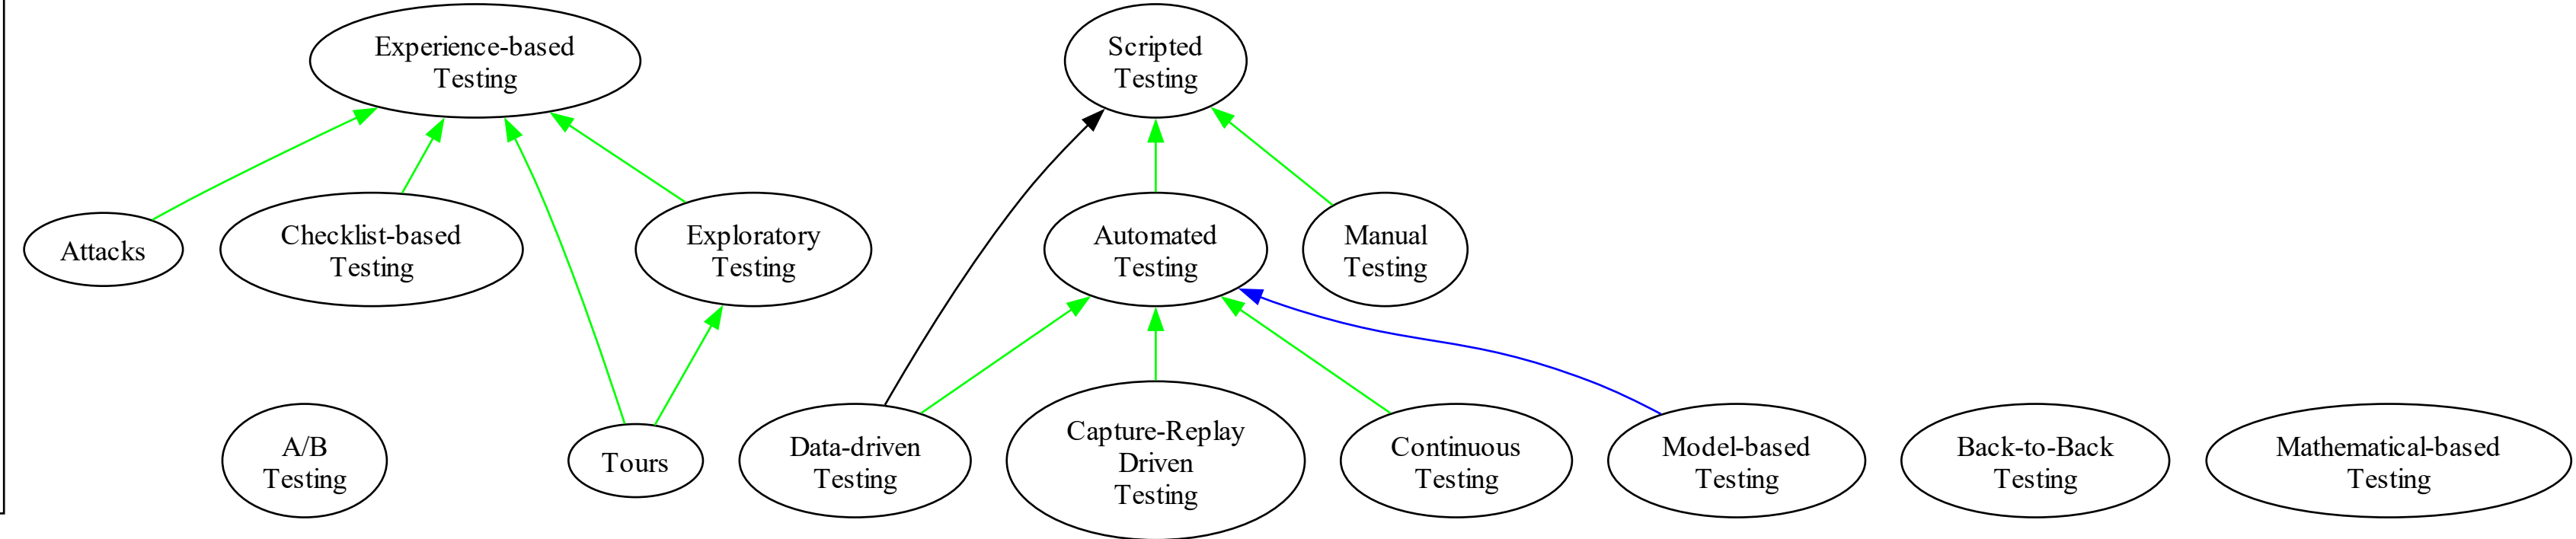 Experience-based
Testing
Scripted
Testing
Attacks
Checklist-based
Testing
Exploratory
Testing
Automated
Testing
Manual
Testing
A/B
Testing
Tours
Data-driven
Testing
Capture-Replay
Driven
Testing
Continuous
Testing
Model-based
Testing
Back-to-Back
Testing
Mathematical-based
Testing